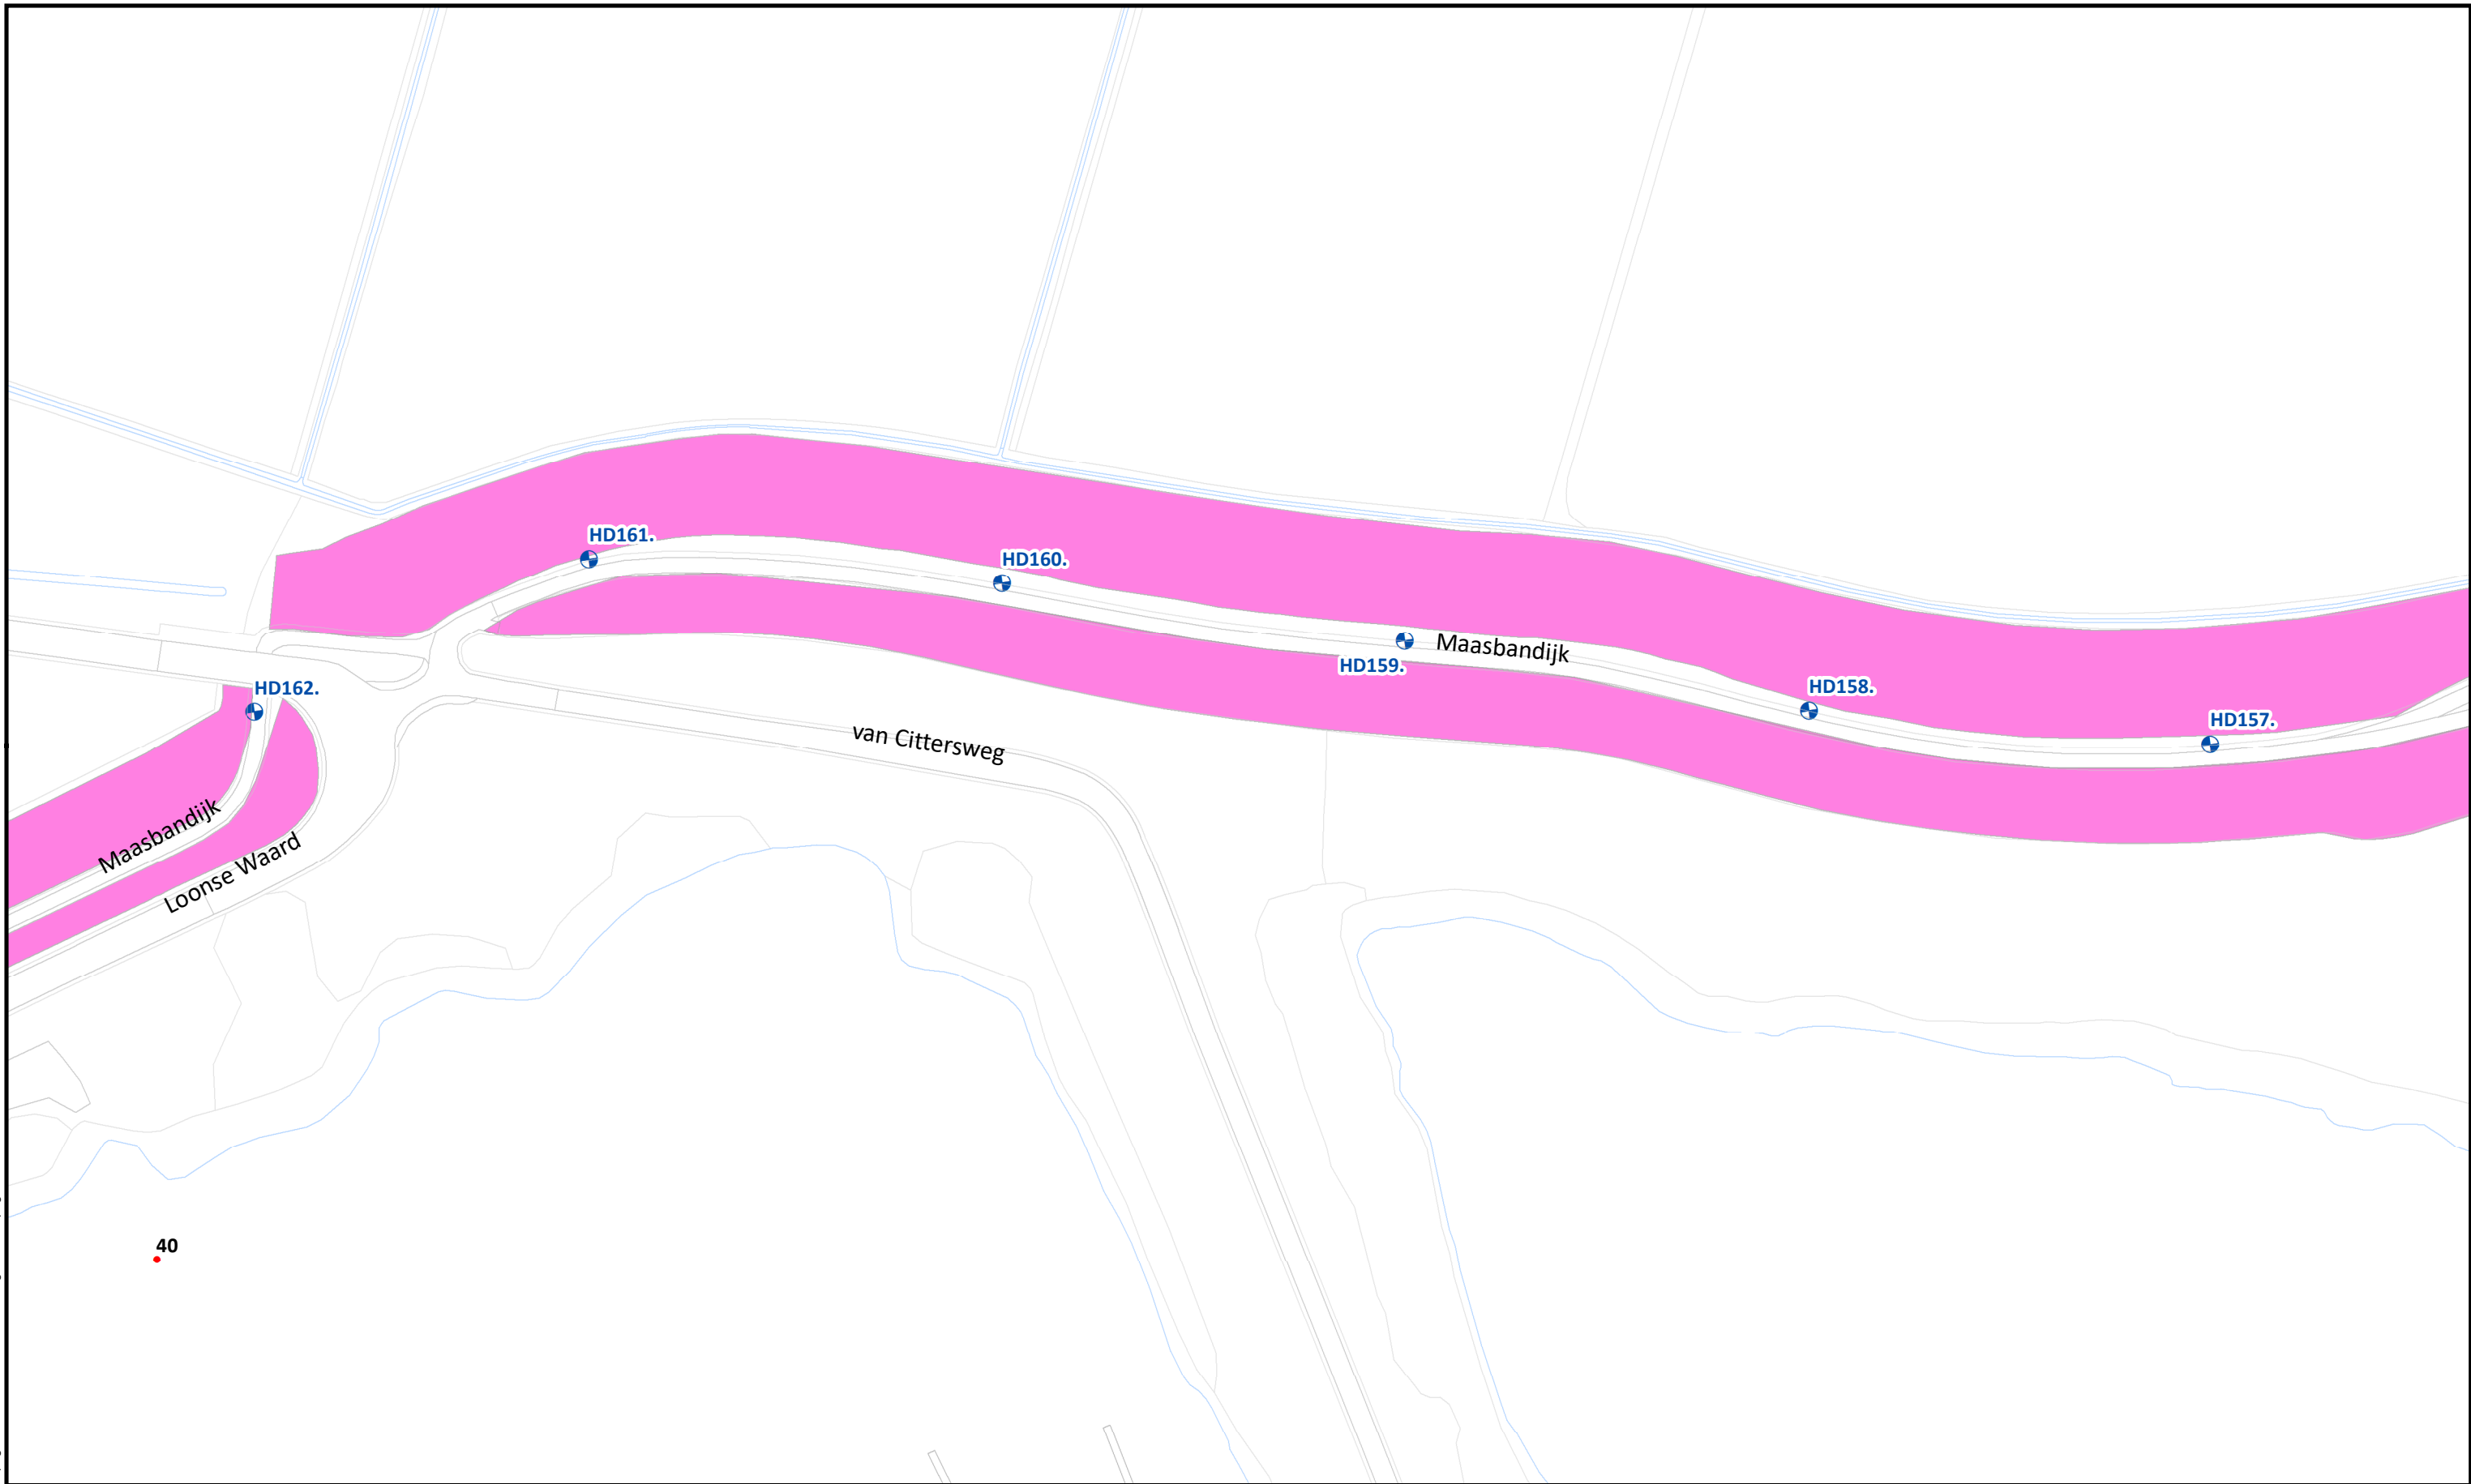 HD161.
HD160.
Maasbandijk
HD159.
HD158.
HD162.
HD157.
van Cittersweg
Maasbandijk
Loonse Waard
40